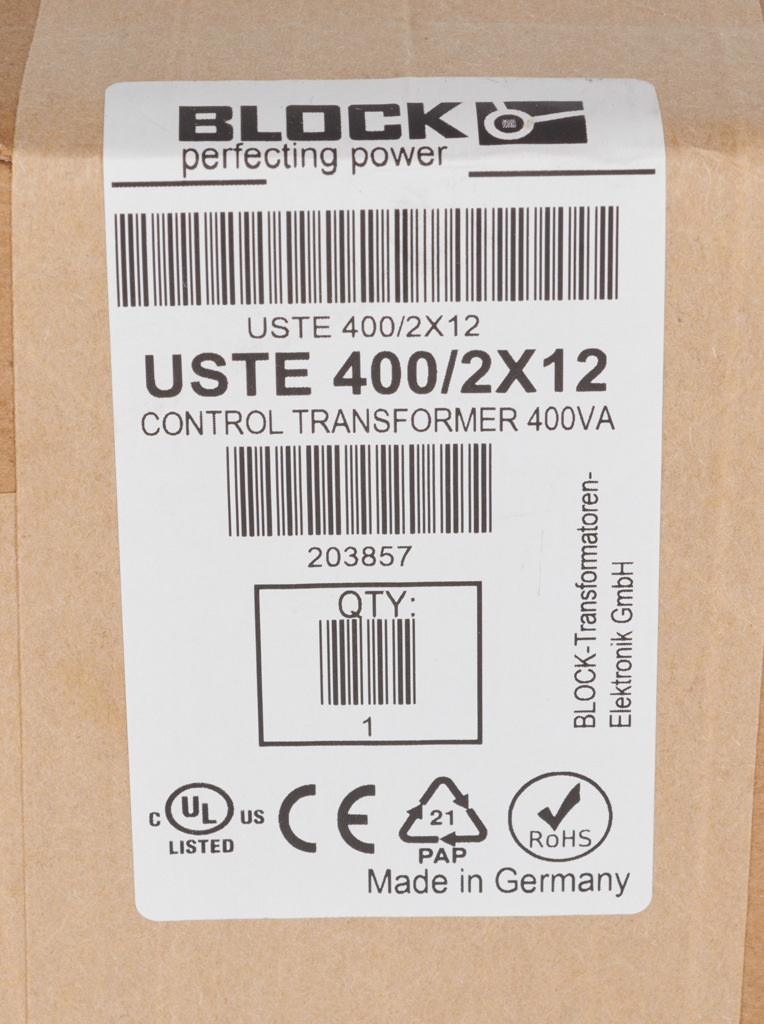 BLOCK
perfecting power
USTE 400/2X12
USTE 400/2X12
CONTROL TRANSFORMER 400VA
203857
QTY:
1
BLOCK-Transformatoren-
Elektronik GmbH
C UL US
LISTED
CE
21
PAP
RoHS
Made in Germany